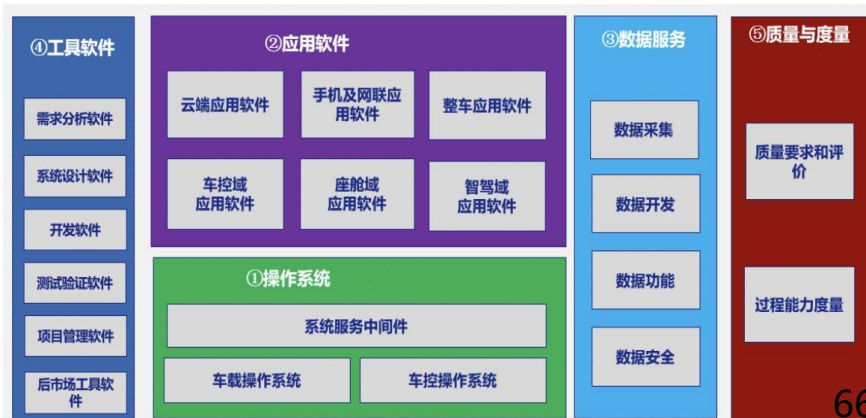 ④工具软件
需求分析软件
系统设计软件
开发软件
测试验证软件
项目管理软件
后市场工具软
件
②应用软件
云端应用软件
手机及网联应
用软件
整车应用软件
车控域
应用软件
座舱域
应用软件
智驾域
应用软件
①操作系统
系统服务中间件
车载操作系统
车控操作系统
③数据服务
数据采集
数据开发
数据功能
数据安全
⑤质量与度量
质量要求和评
价
过程能力度量
66